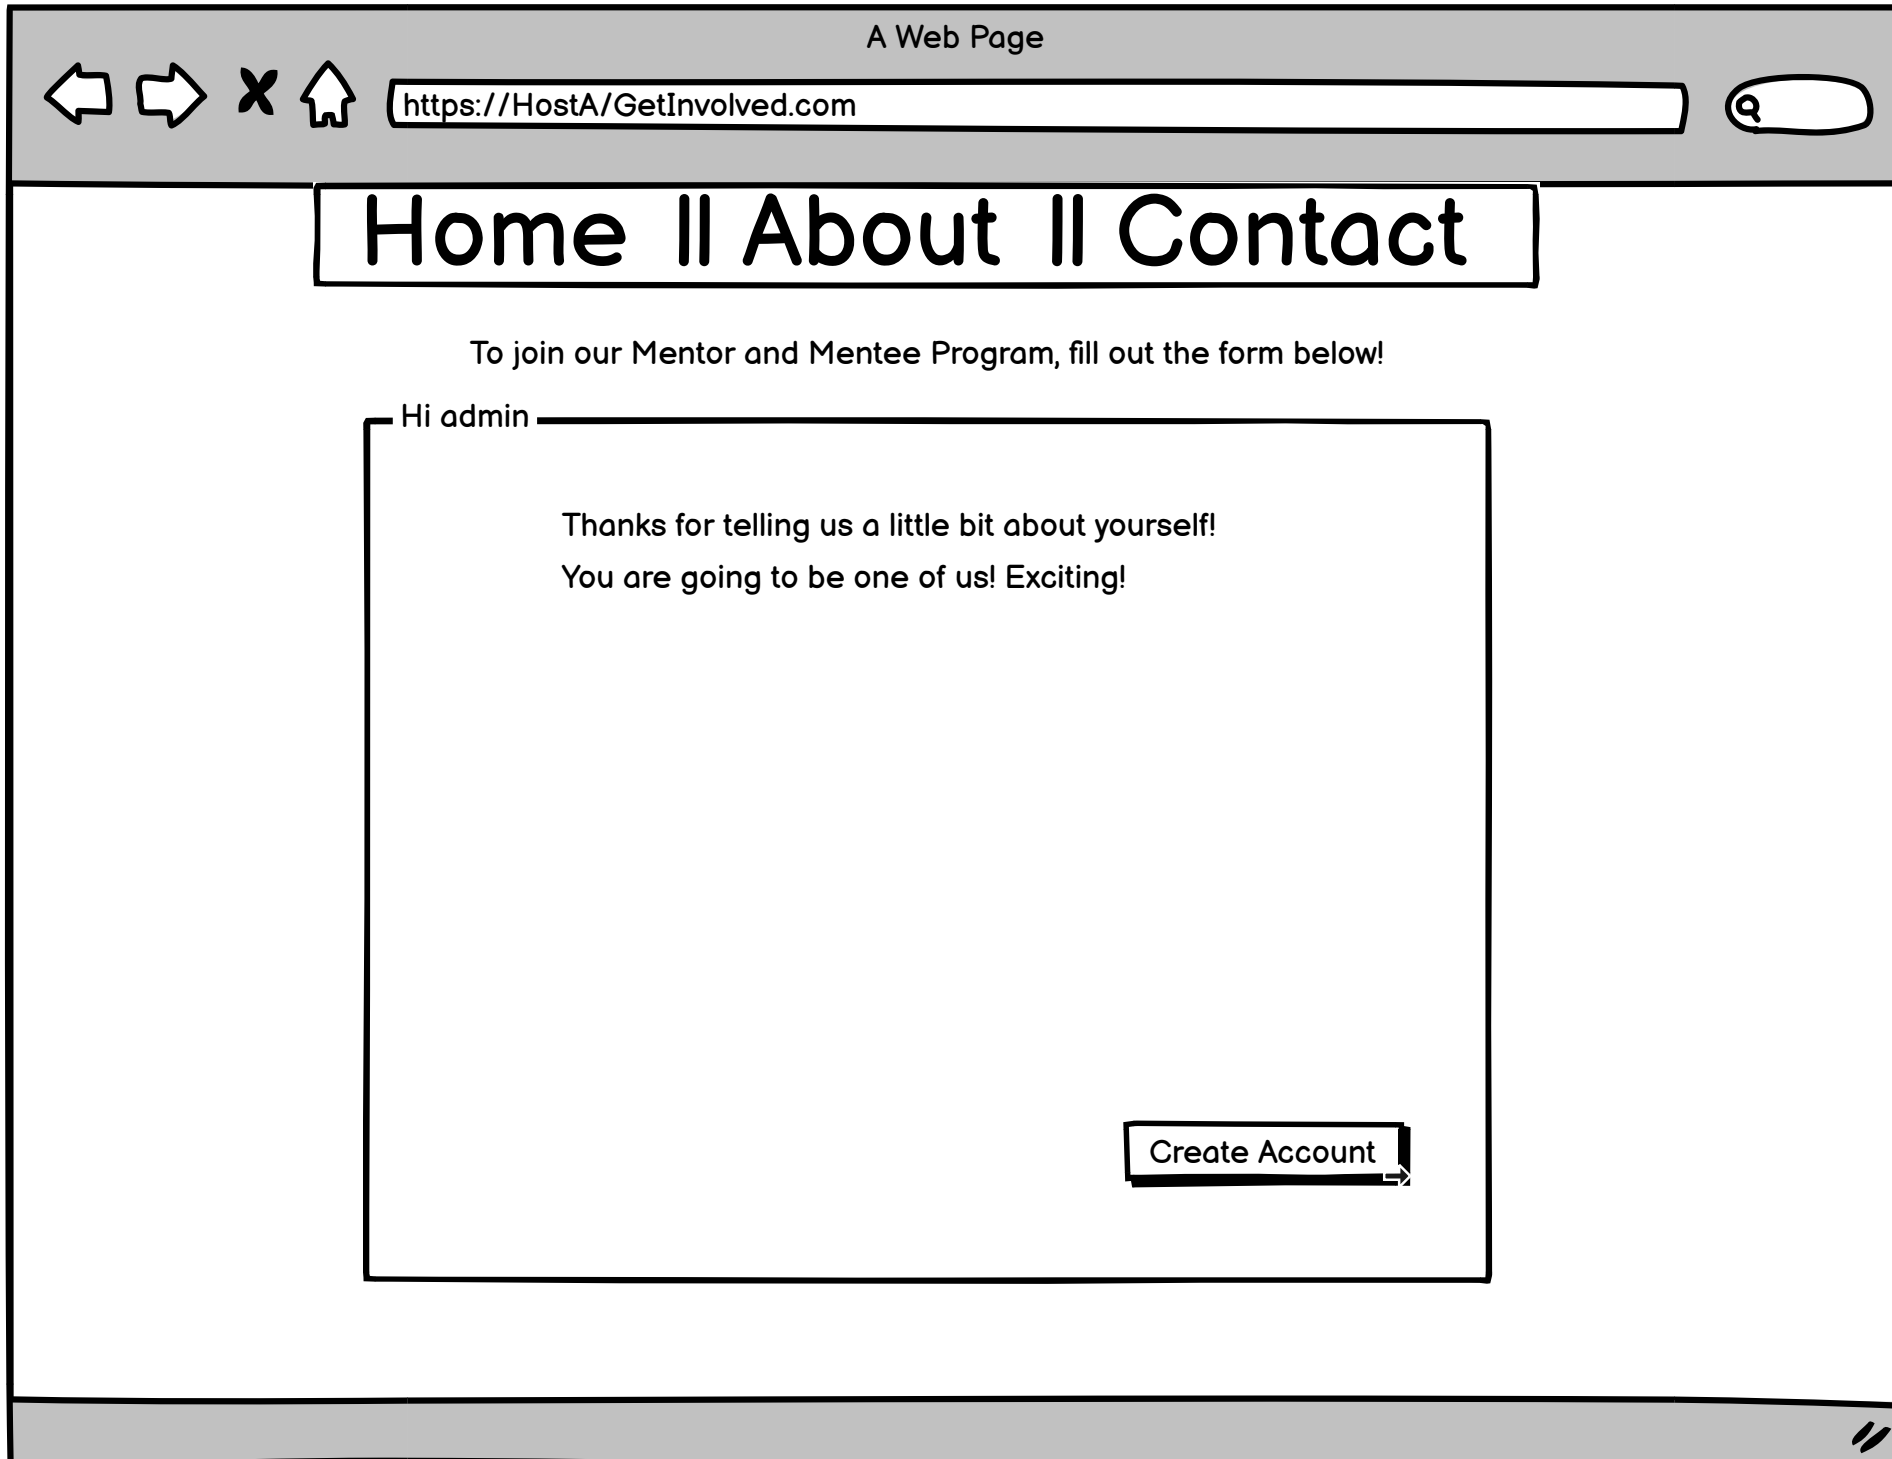 A Web Page
https://HostA/GetInvolved.com
Home || About || Contact
To join our Mentor and Mentee Program, fill out the form below!
Hi admin
Thanks for telling us a little bit about yourself!
You are going to be one of us! Exciting!
Create Account